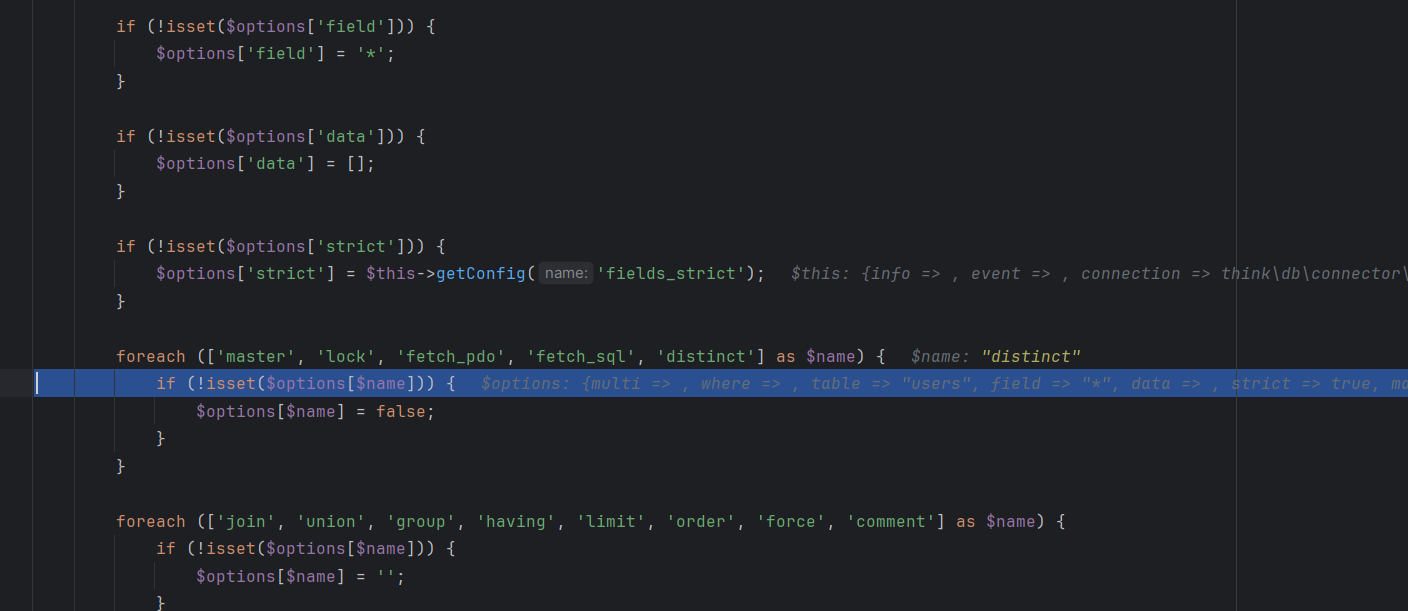 if (!isset($options['field'])) {
    $options['field'] = '*';
}
if (!isset($options['data'])) {
    $options['data'] = [];
}
if (!isset($options['strict'])) {
    $options['strict'] = $this->getConfig( name: 'fields_strict');   $this: {info => , event => , connection => think\db\connector\
}
foreach (['master', 'lock', 'fetch_pdo', 'fetch_sql', 'distinct'] as $name) {   $name: "distinct"
    if (!isset($options[$name])) {   $options: {multi => , where => , table => "users", field => "*", data => , strict => true, ma
        $options[$name] = false;
    }
}
foreach (['join', 'union', 'group', 'having', 'limit', 'order', 'force', 'comment'] as $name) {
    if (!isset($options[$name])) {
        $options[$name] = '';
    }